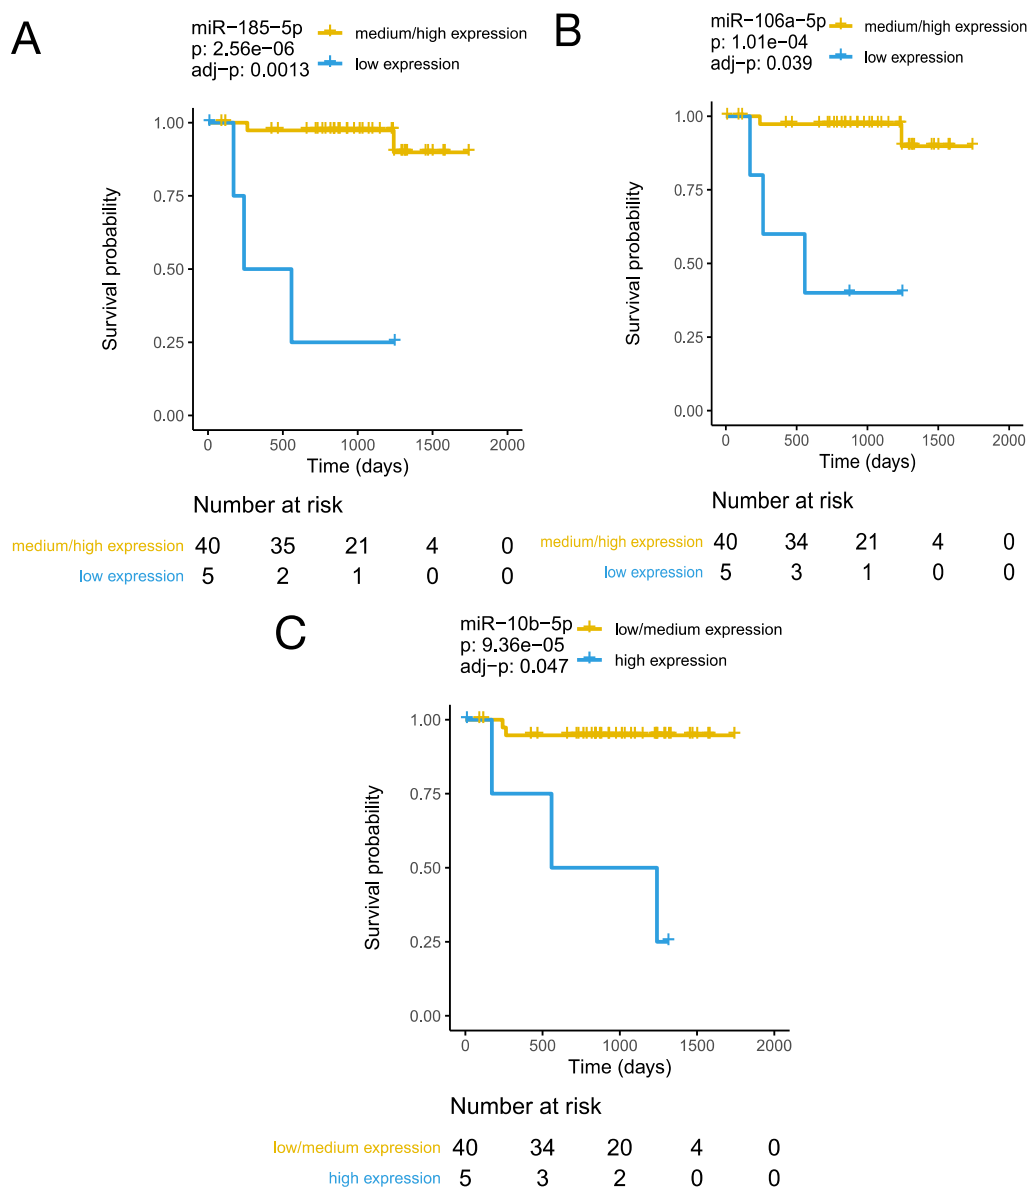 A
miR−185−5p
p: 2.56e−06
adj−p: 0.0013
medium/high expression
low expression
Survival probability
1.00
0.75
0.50
0.25
0.00
0 500 1000 1500 2000
Time (days)
Number at risk
medium/high expression 40 35 21 4 0
low expression 5 2 1 0 0
B
miR−106a−5p
p: 1.01e−04
adj−p: 0.039
medium/high expression
low expression
Survival probability
1.00
0.75
0.50
0.25
0.00
0 500 1000 1500 2000
Time (days)
Number at risk
medium/high expression 40 34 21 4 0
low expression 5 3 1 0 0
C
miR−10b−5p
p: 9.36e−05
adj−p: 0.047
low/medium expression
high expression
Survival probability
1.00
0.75
0.50
0.25
0.00
0 500 1000 1500 2000
Time (days)
Number at risk
low/medium expression 40 34 20 4 0
high expression 5 3 2 0 0